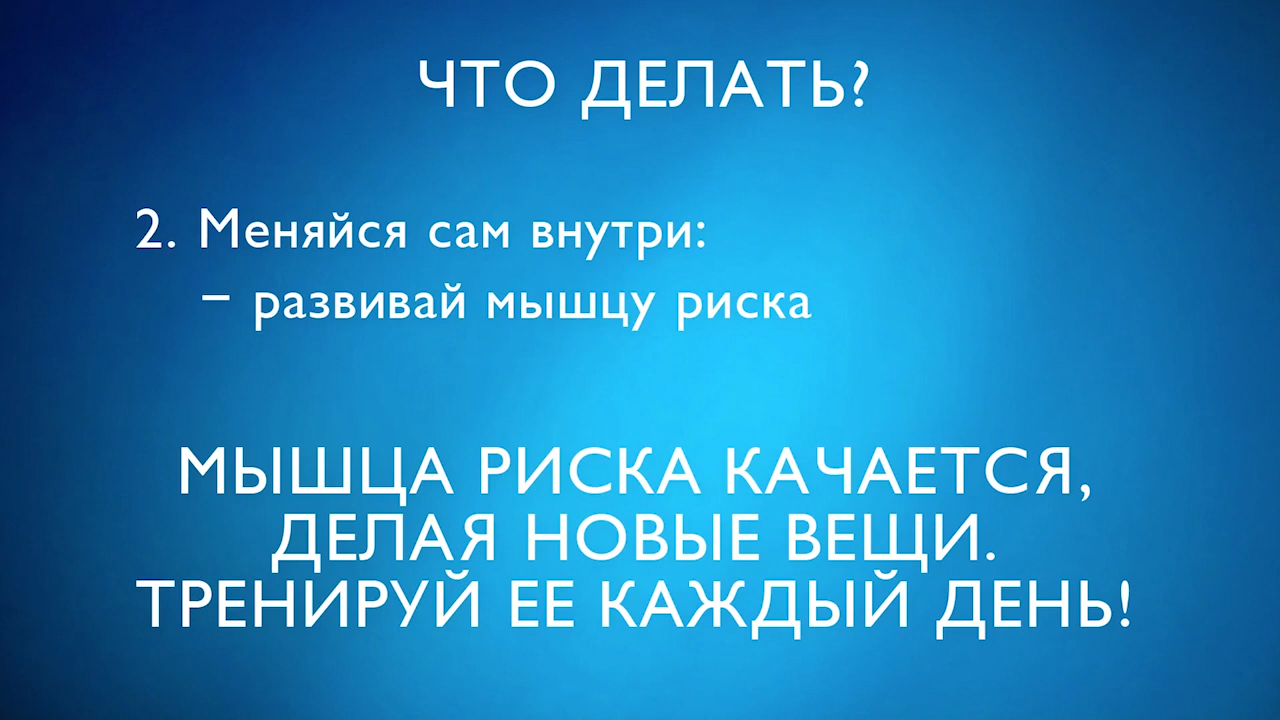 ЧТО ДЕЛАТЬ?
2. Меняйся сам внутри:
– развивай мышцу риска
МЫШЦА РИСКА КАЧАЕТСЯ,
ДЕЛАЯ НОВЫЕ ВЕЩИ.
ТРЕНИРУЙ ЕЕ КАЖДЫЙ ДЕНЬ!